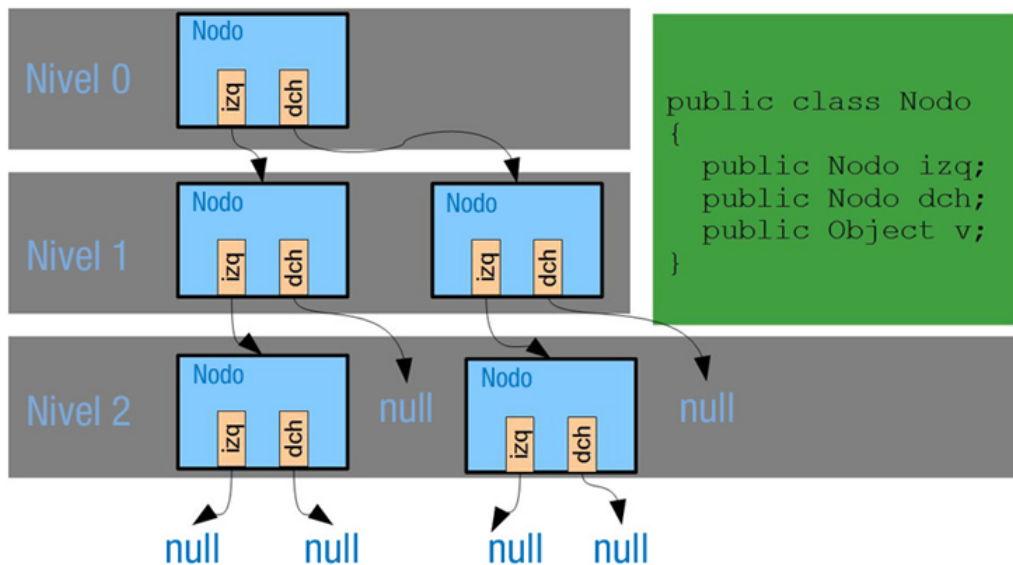 Nodo
Nivel 0
izq
dch
public class Nodo
{
public Nodo izq;
public Nodo dch;
public Object v;
}
Nodo
Nodo
Nivel 1
izq
dch
izq
dch
Nodo
Nodo
Nivel 2
null
null
izq
dch
izq
dch
null
null
null
null